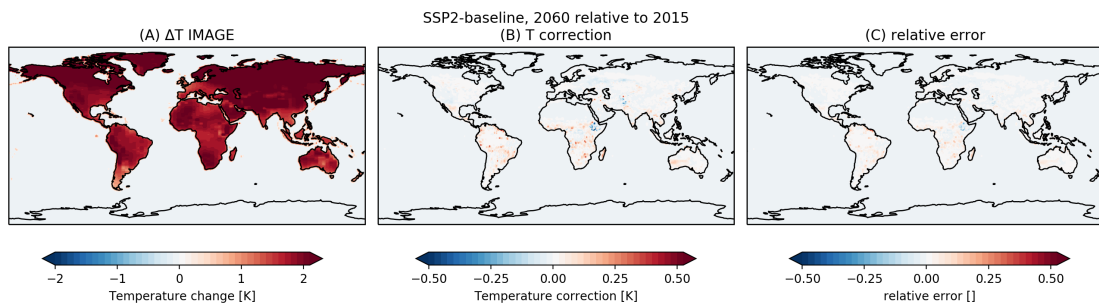 SSP2-baseline, 2060 relative to 2015
(A) ΔT IMAGE
(B) T correction
(C) relative error
−2 −1 0 1 2
Temperature change [K]
−0.50 −0.25 0.00 0.25 0.50
Temperature correction [K]
−0.50 −0.25 0.00 0.25 0.50
relative error []